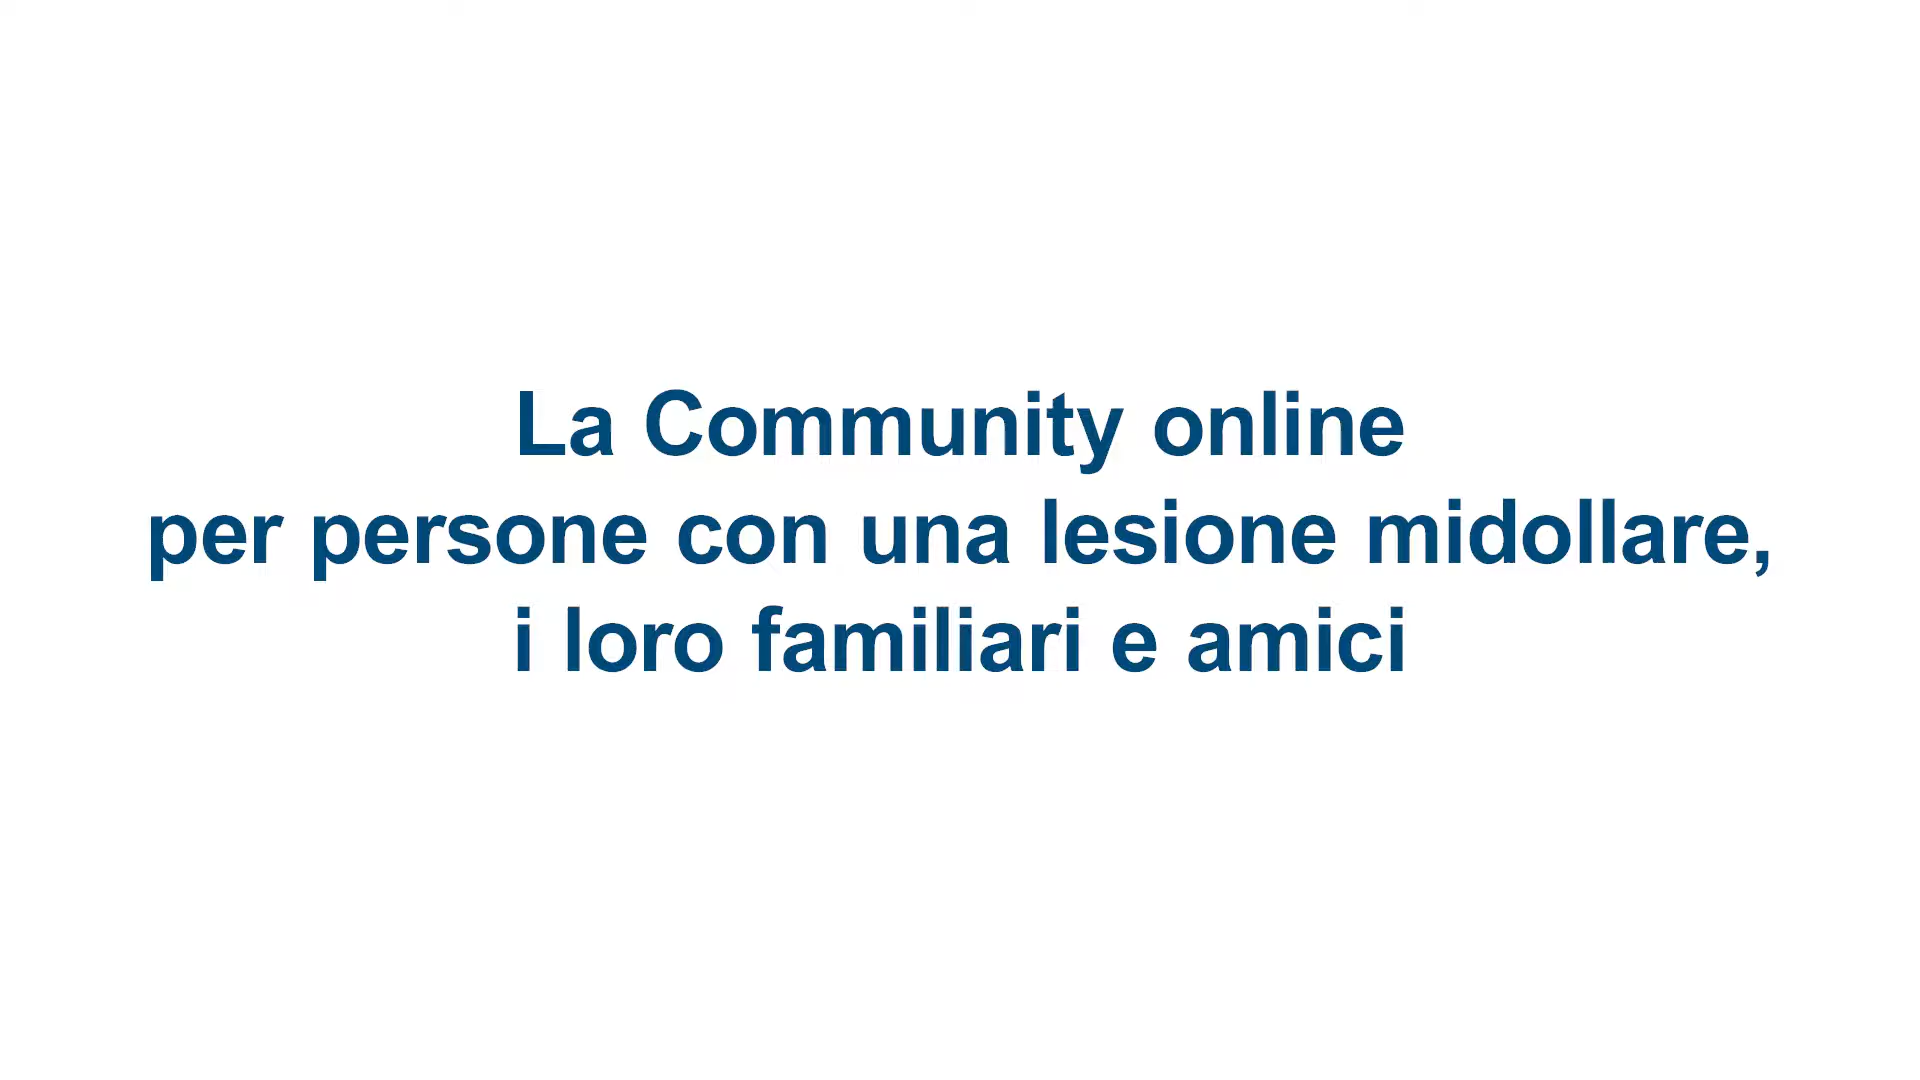 La Community online
per persone con una lesione midollare,
i loro familiari e amici